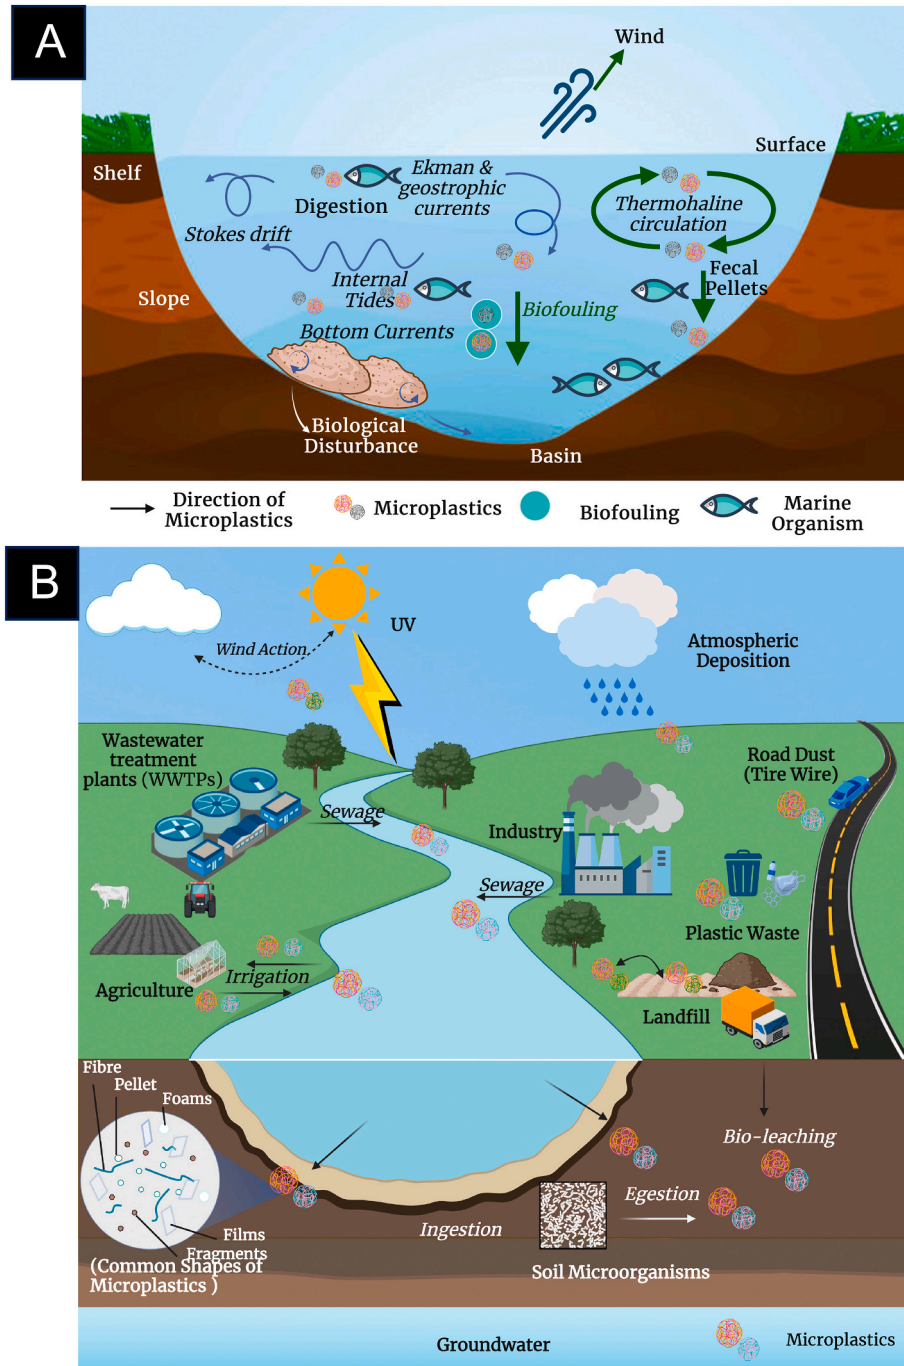 A
Wind
Surface
Shelf
Ekman &
geostrophic
currents
Digestion
Thermohaline
circulation
Stokes drift
Fecal
Pellets
Internal
Tides
Slope
Biofouling
Bottom Currents
Biological
Disturbance
Basin
Direction of
Microplastics
Microplastics
Biofouling
Marine
Organism
B
UV
Wind Action
Atmospheric
Deposition
Wastewater
treatment
plants (WWTPs)
Road Dust
(Tire Wire)
Sewage
Industry
Sewage
Plastic Waste
Irrigation
Agriculture
Landfill
Fibre
Pellet
Foams
Bio-leaching
Egestion
Ingestion
Films
Fragments
(Common Shapes of
Microplastics )
Soil Microorganisms
Groundwater
Microplastics